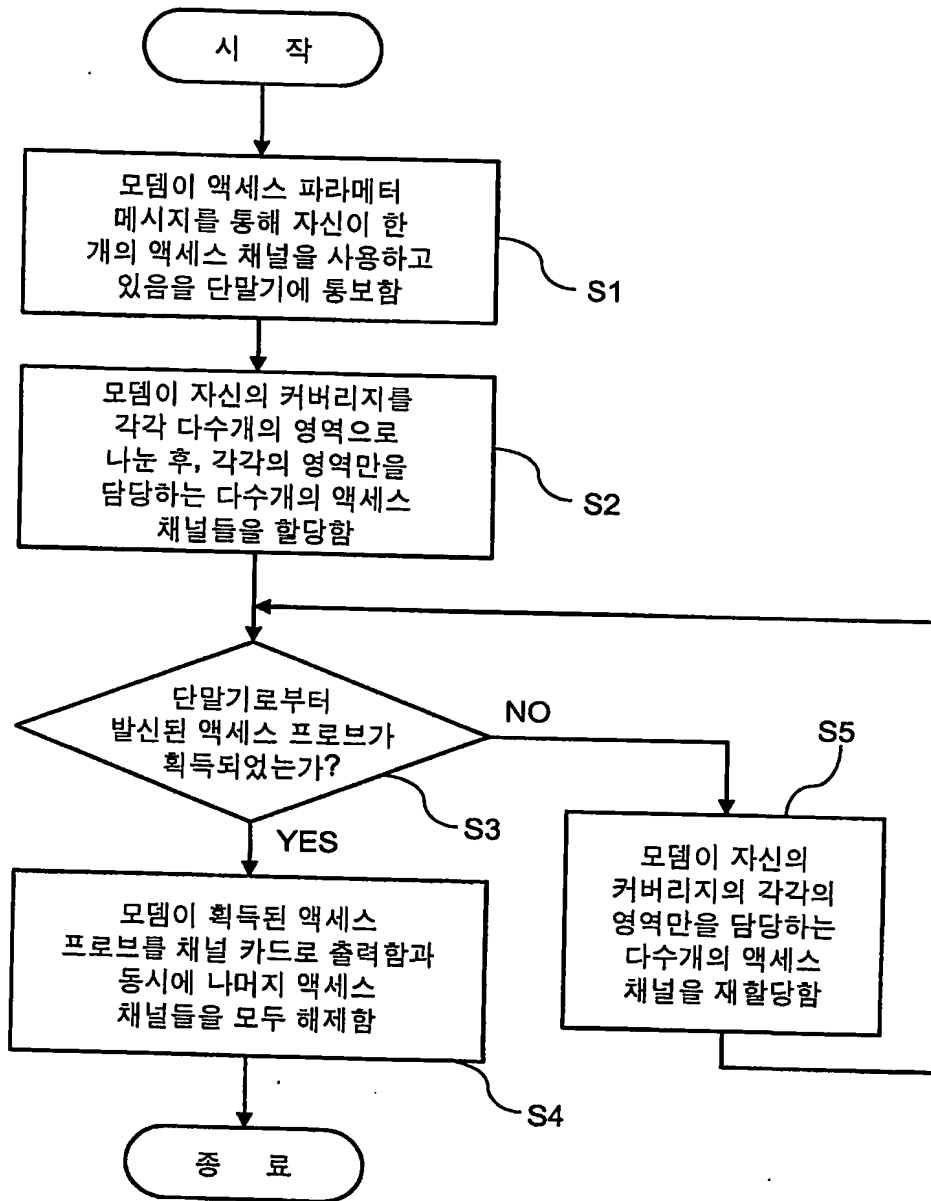 시 작
모뎀이 액세스 파라메터
메시지를 통해 자신이 한
개의 액세스 채널을 사용하고
있음을 단말기에 통보함
S1
모뎀이 자신의 커버리지를
각각 다수개의 영역으로
나눈 후, 각각의 영역만을
담당하는 다수개의 액세스
채널들을 할당함
S2
단말기로부터
발신된 액세스 프로브가
획득되었는가?
NO
S3
YES
S5
모뎀이 자신의
커버리지의 각각의
영역만을 담당하는
다수개의 액세스
채널을 재할당함
모뎀이 획득된 액세스
프로브를 채널 카드로 출력함과
동시에 나머지 액세스
채널들을 모두 해제함
S4
종 료